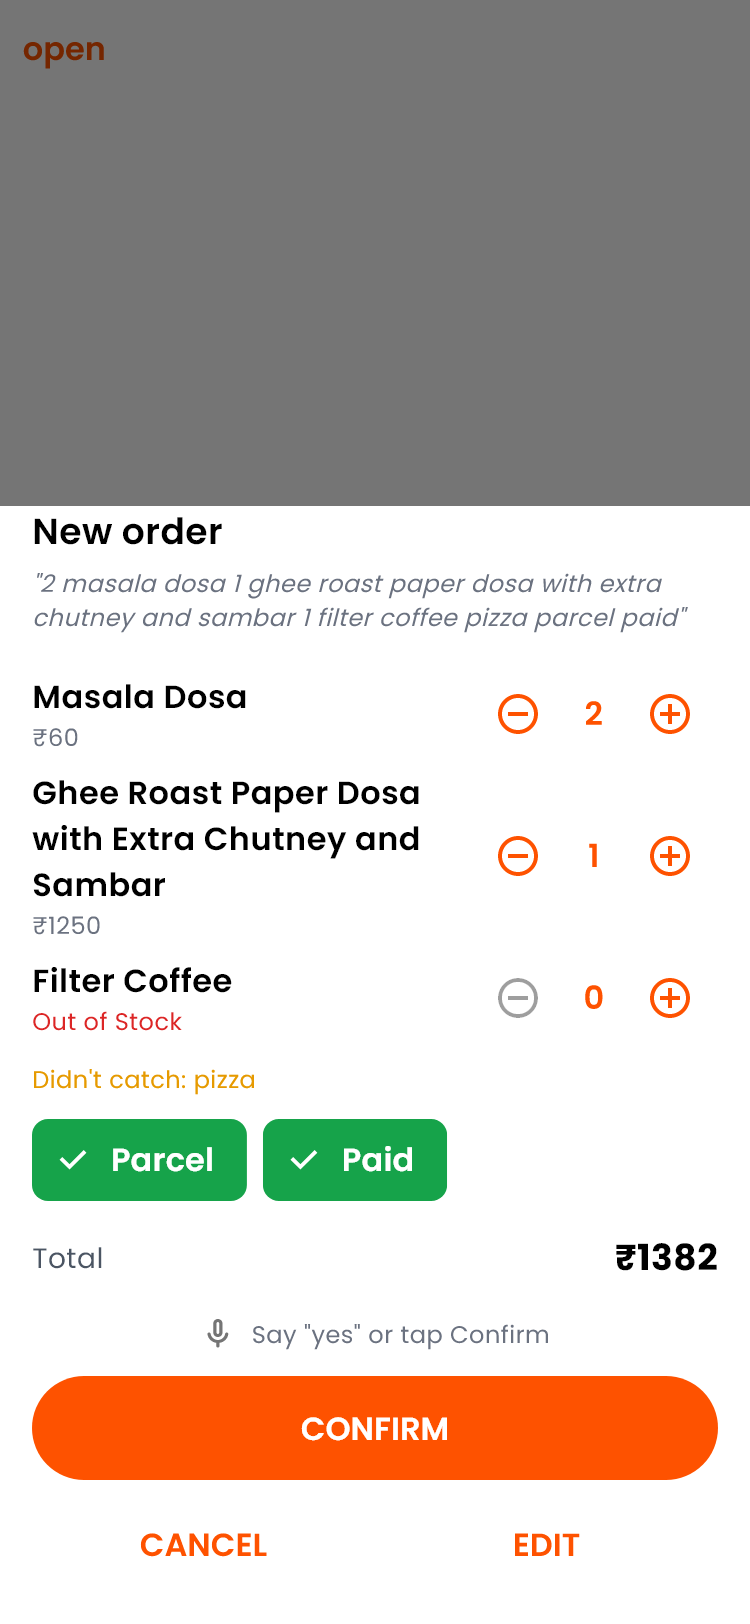 open
New order
"2 masala dosa 1 ghee roast paper dosa with extra
chutney and sambar 1 filter coffee pizza parcel paid"
Masala Dosa
₹60
2
Ghee Roast Paper Dosa
with Extra Chutney and
Sambar
₹1250
1
Filter Coffee
Out of Stock
0
Didn't catch: pizza
Parcel
Paid
Total
₹1382
Say "yes" or tap Confirm
CONFIRM
CANCEL
EDIT